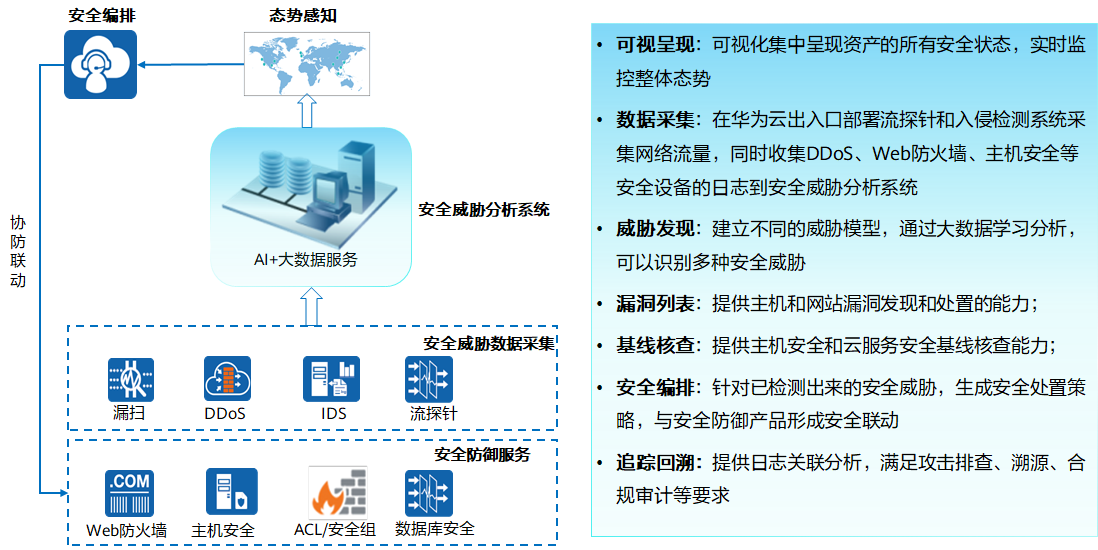 安全编排
态势感知
协防联动
安全威胁分析系统
AI+大数据服务
安全威胁数据采集
漏扫
DDoS
IDS
流探针
安全防御服务
.COM
Web防火墙
主机安全
ACL/安全组
数据库安全
• 可视呈现：可视化集中呈现资产的所有安全状态，实时监
控整体态势
• 数据采集：在华为云出入口部署流探针和入侵检测系统采
集网络流量，同时收集DDoS、Web防火墙、主机安全等
安全设备的日志到安全威胁分析系统
• 威胁发现：建立不同的威胁模型，通过大数据学习分析，
可以识别多种安全威胁
• 漏洞列表：提供主机和网站漏洞发现和处置的能力；
• 基线核查：提供主机安全和云服务安全基线核查能力；
• 安全编排：针对已检测出来的安全威胁，生成安全处置策
略，与安全防御产品形成安全联动
• 追踪回溯：提供日志关联分析，满足攻击排查、溯源、合
规审计等要求